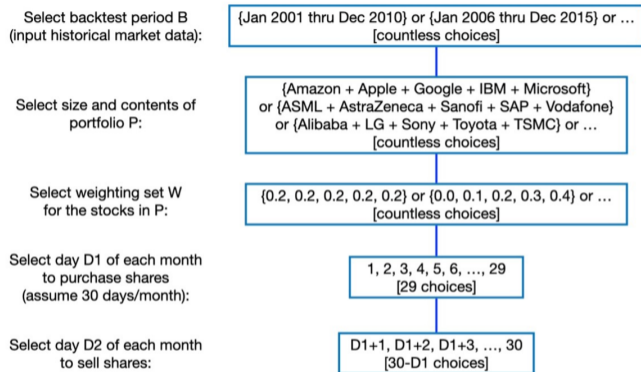 Select backtest period B
(input historical market data):
{Jan 2001 thru Dec 2010} or {Jan 2006 thru Dec 2015} or ...
[countless choices]
Select size and contents of
portfolio P:
{Amazon + Apple + Google + IBM + Microsoft}
or {ASML + AstraZeneca + Sanofi + SAP + Vodafone}
or {Alibaba + LG + Sony + Toyota + TSMC} or ...
[countless choices]
Select weighting set W
for the stocks in P:
{0.2, 0.2, 0.2, 0.2, 0.2} or {0.0, 0.1, 0.2, 0.3, 0.4} or ...
[countless choices]
Select day D1 of each month
to purchase shares
(assume 30 days/month):
1, 2, 3, 4, 5, 6, ..., 29
[29 choices]
Select day D2 of each month
to sell shares:
D1+1, D1+2, D1+3, ..., 30
[30-D1 choices]